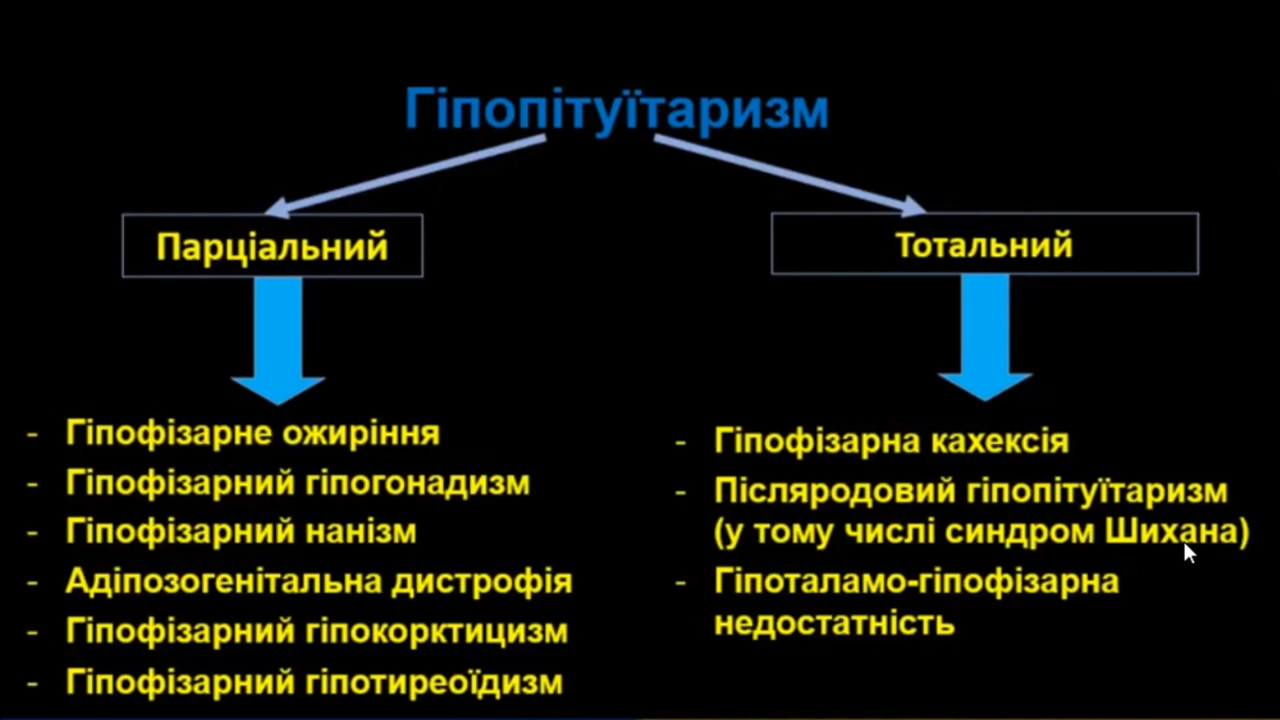 Гіпопітуїтаризм
Парціальний
- Гіпофізарне ожиріння
- Гіпофізарний гіпогонадизм
- Гіпофізарний нанізм
- Адіпозогенітальна дистрофія
- Гіпофізарний гіпокорктицизм
- Гіпофізарний гіпотиреоїдизм
Тотальний
- Гіпофізарна кахексія
- Післяродовий гіпопітуїтаризм
(у тому числі синдром Шихана)
- Гіпоталамо-гіпофізарна
недостатність